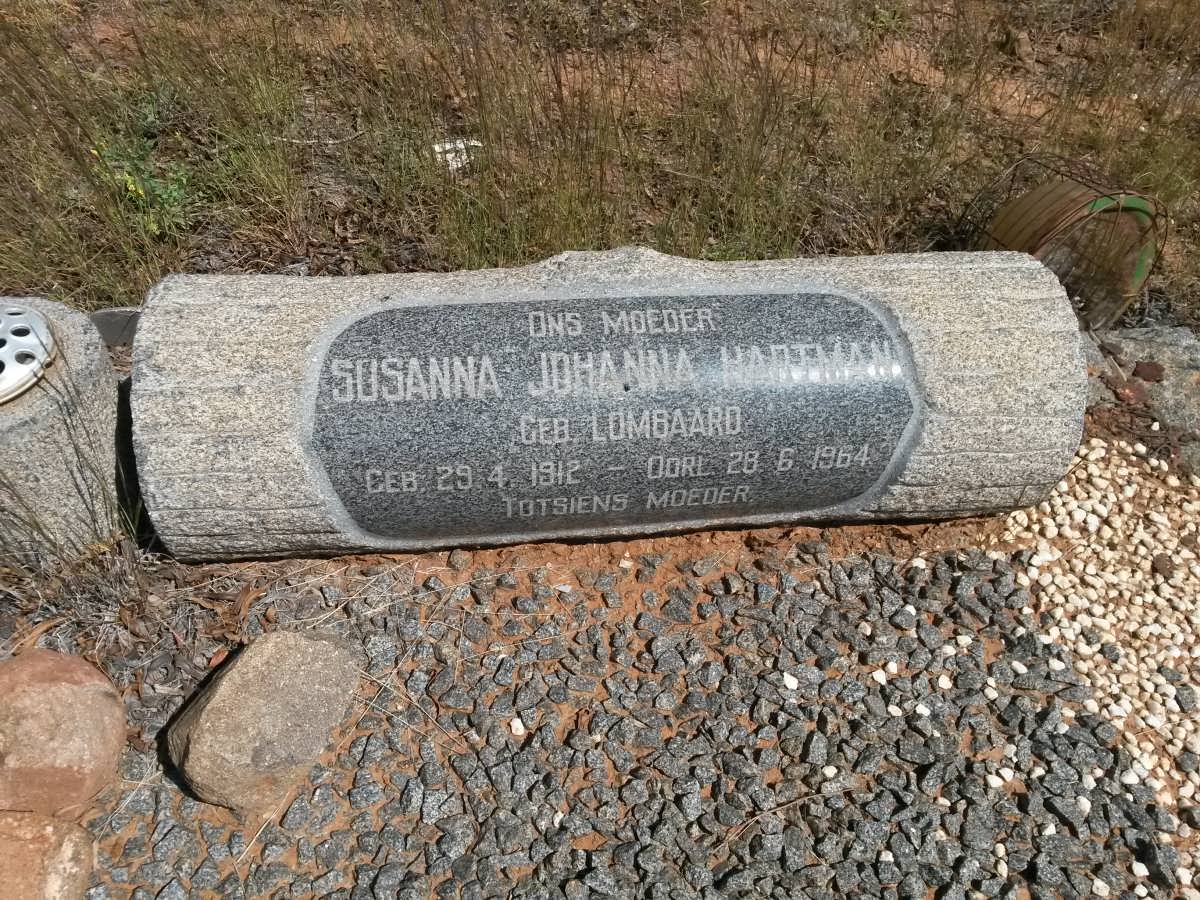 ONS MOEDER
SUSANNA JOHANNA HARTMAN
GEB. LOMBAARD
GEB. 29.4.1912 - OORL. 28.6.1964.
TOTSIENS MOEDER